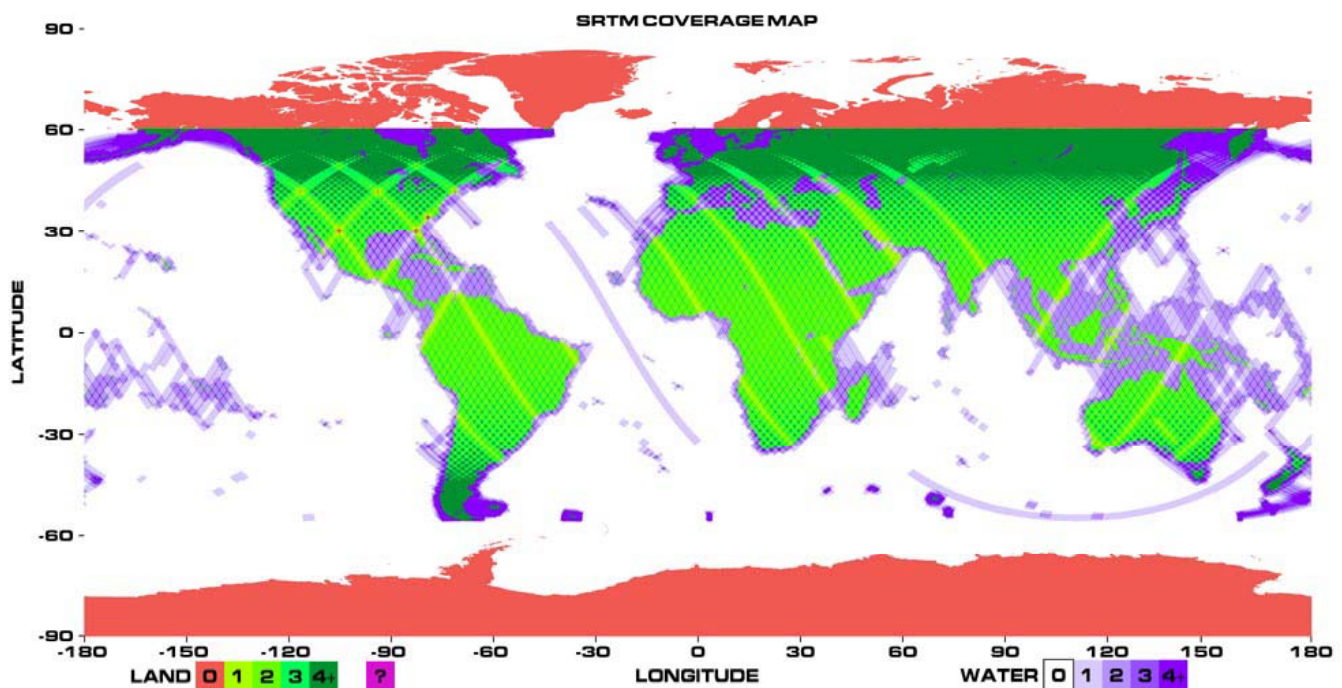 SRTM COVERAGE MAP
90
60
30
0
-30
-60
-90
LATITUDE
-180 -150 -120 -90 -60 -30 0 30 60 90 120 150 180
LAND 0 1 2 3 4+ ? LONGITUDE WATER 0 1 2 3 4+